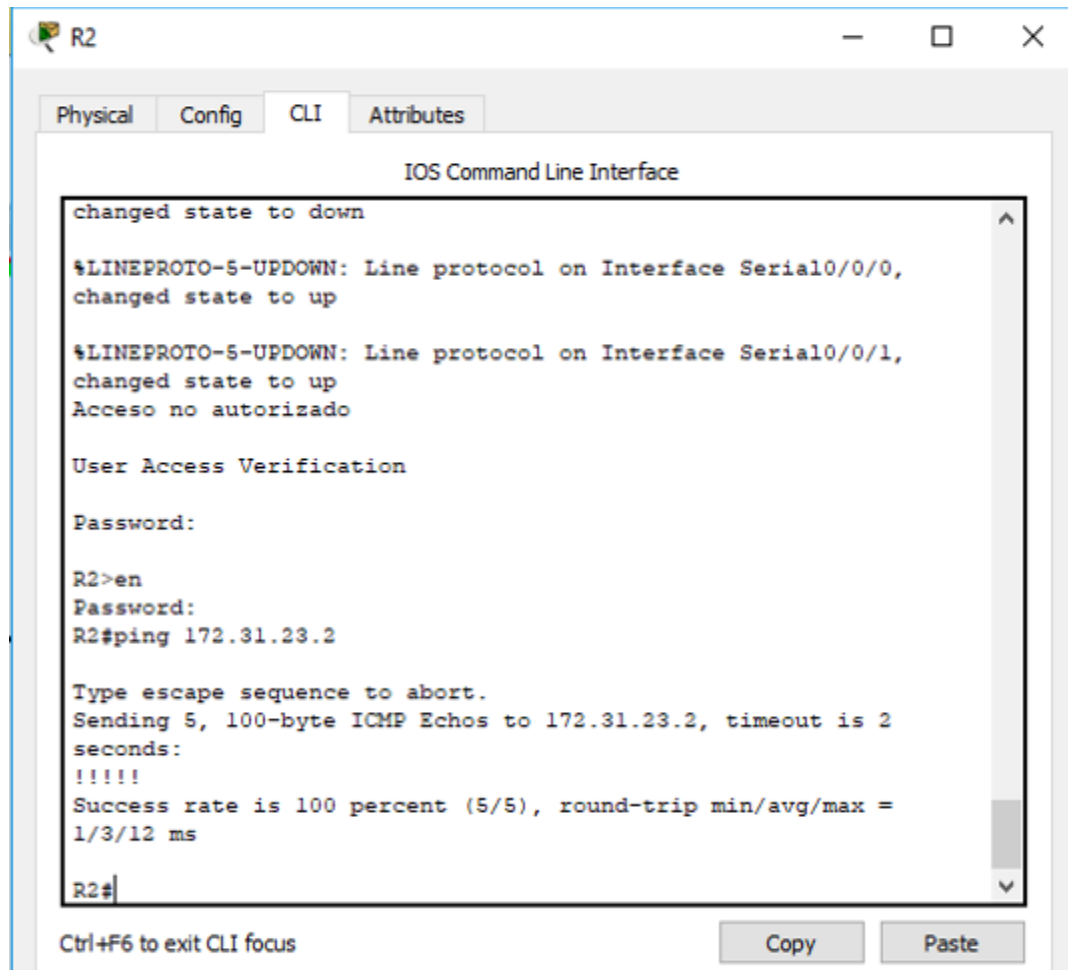 R2
Physical Config CLI Attributes
IOS Command Line Interface
changed state to down
%LINEPROTO-5-UPDOWN: Line protocol on Interface Serial0/0/0,
changed state to up
%LINEPROTO-5-UPDOWN: Line protocol on Interface Serial0/0/1,
changed state to up
Acceso no autorizado
User Access Verification
Password:
R2>en
Password:
R2#ping 172.31.23.2
Type escape sequence to abort.
Sending 5, 100-byte ICMP Echos to 172.31.23.2, timeout is 2
seconds:
!!!!!
Success rate is 100 percent (5/5), round-trip min/avg/max =
1/3/12 ms
R2#
Ctrl+F6 to exit CLI focus Copy Paste